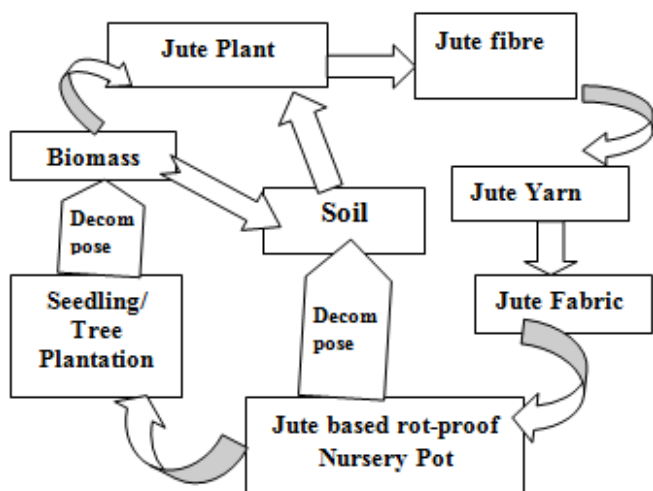 Jute Plant
Jute fibre
Biomass
Soil
Jute Yarn
Decom
pose
Seedling/
Tree
Plantation
Decom
pose
Jute Fabric
Jute based rot-proof
Nursery Pot